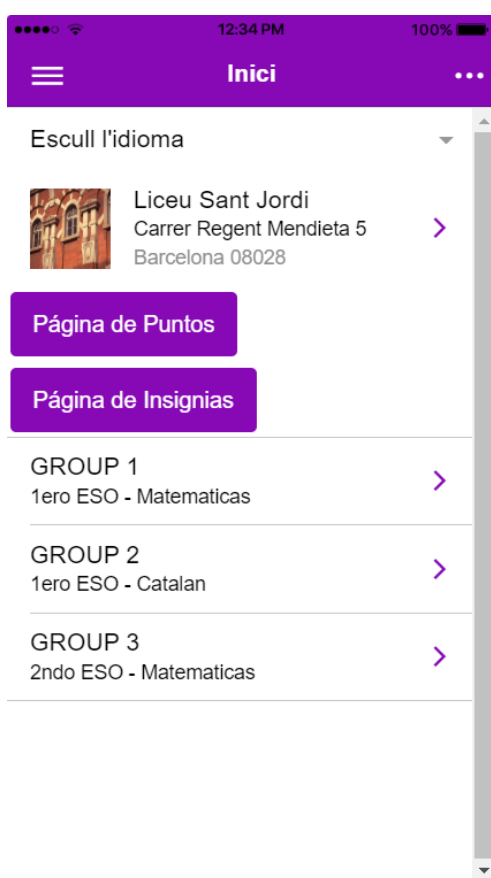 12:34 PM
100%
Inici
Escull l'idioma
Liceu Sant Jordi
Carrer Regent Mendieta 5
Barcelona 08028
Página de Puntos
Página de Insignias
GROUP 1
1ero ESO - Matematicas
GROUP 2
1ero ESO - Catalan
GROUP 3
2ndo ESO - Matematicas